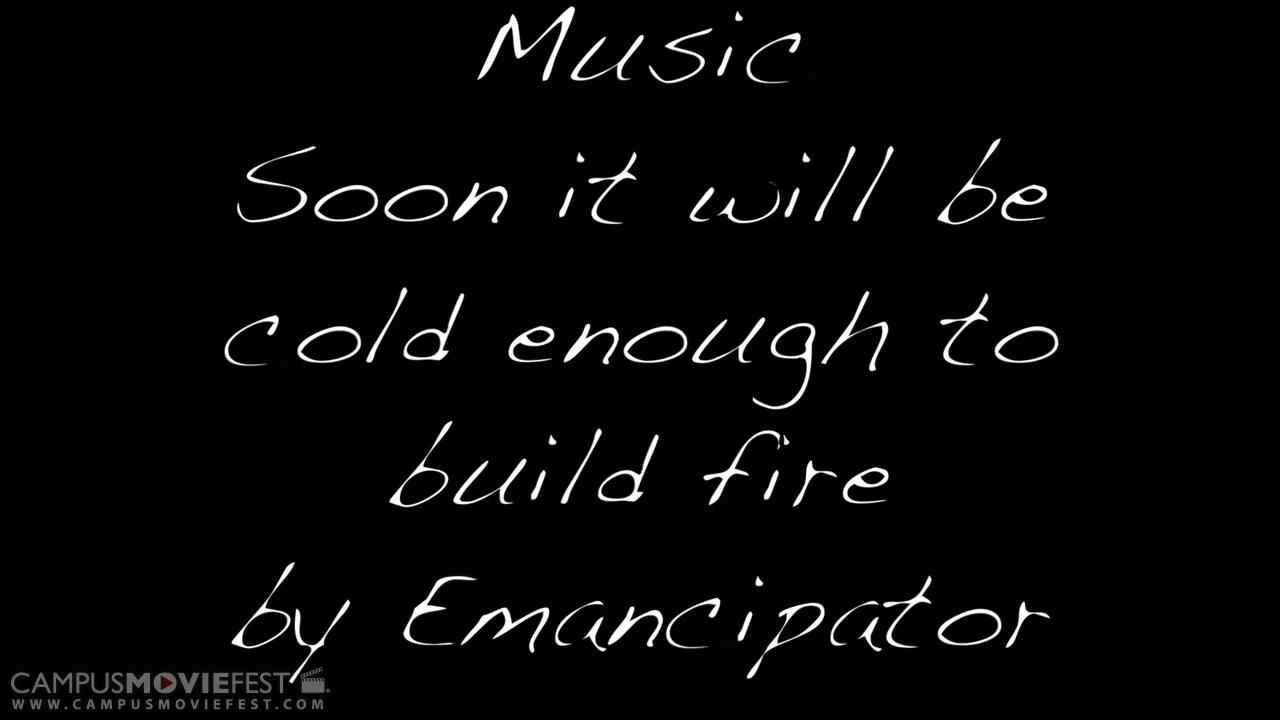 Music
Soon it will be
cold enough to
build fire
by Emancipator
CAMPUSMOVIEFEST
WWW.CAMPUSMOVIEFEST.COM